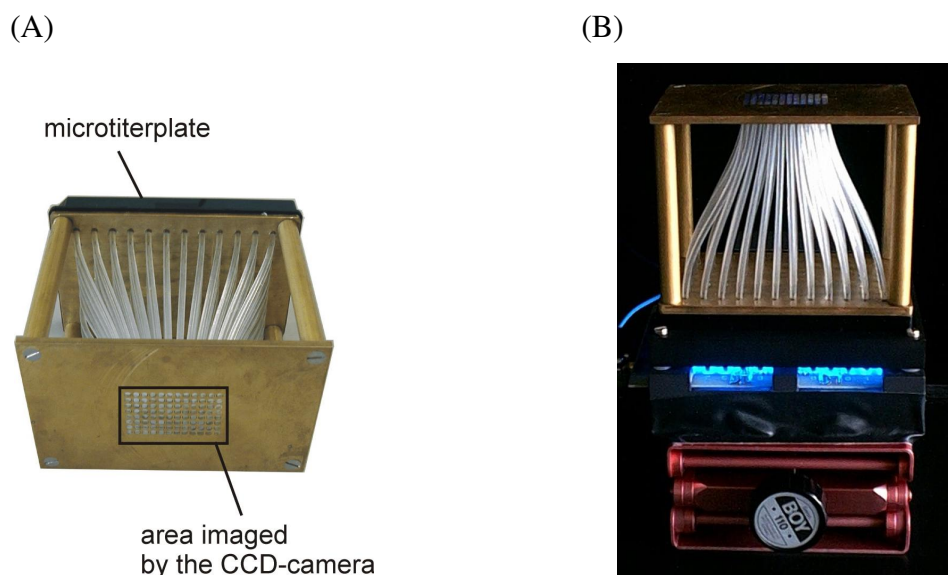 (A)
(B)
microtiterplate
area imaged
by the CCD-camera
BOY
110